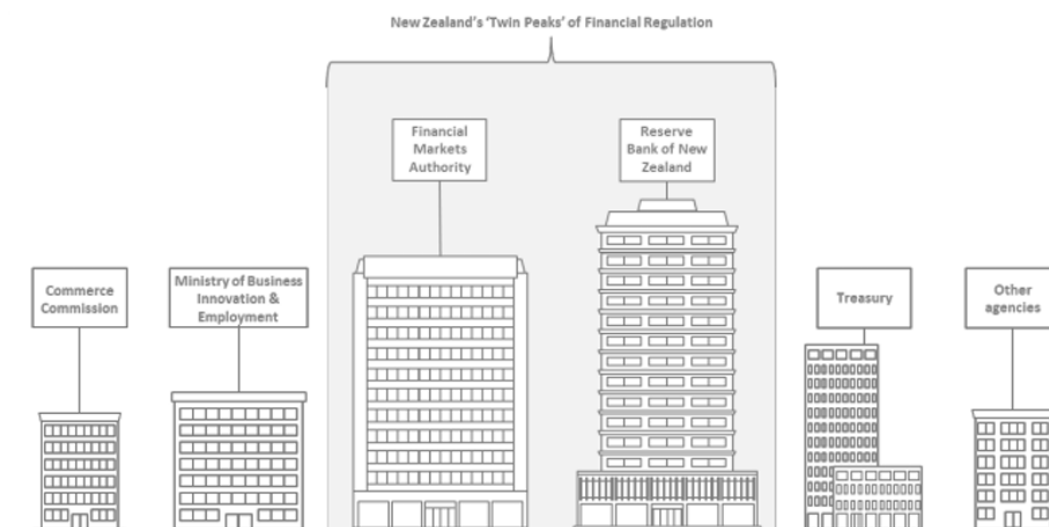 New Zealand's 'Twin Peaks' of Financial Regulation
Financial
Markets
Authority
Reserve
Bank of New
Zealand
Commerce
Commission
Ministry of Business
Innovation &
Employment
Treasury
Other
agencies